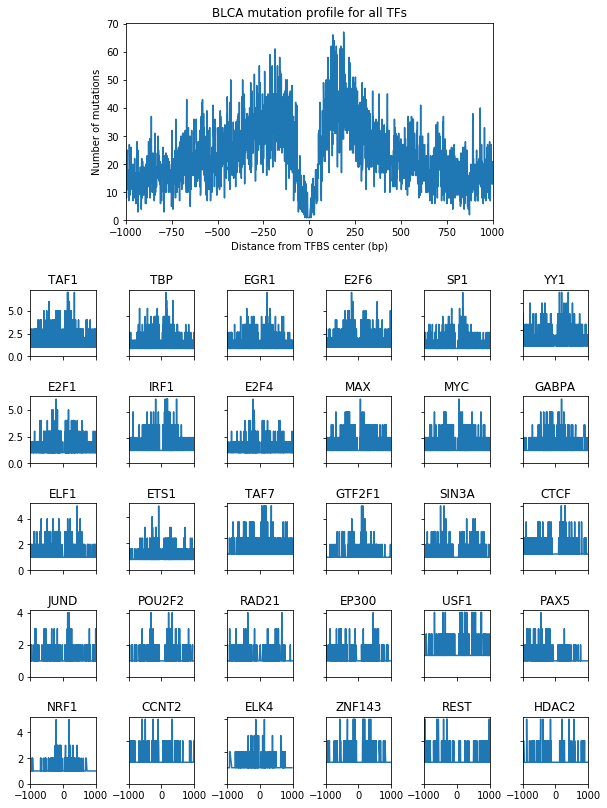 BLCA mutation profile for all TFs
70
60
50
40
30
20
10
0
Number of mutations
−1000 −750 −500 −250 0 250 500 750 1000
Distance from TFBS center (bp)
TAF1 TBP EGR1 E2F6 SP1 YY1
5.0
2.5
0.0
E2F1 IRF1 E2F4 MAX MYC GABPA
5.0
2.5
0.0
ELF1 ETS1 TAF7 GTF2F1 SIN3A CTCF
4
2
0
JUND POU2F2 RAD21 EP300 USF1 PAX5
4
2
0
NRF1 CCNT2 ELK4 ZNF143 REST HDAC2
4
2
0
−1000 0 1000 −1000 0 1000 −1000 0 1000 −1000 0 1000 −1000 0 1000 −1000 0 1000